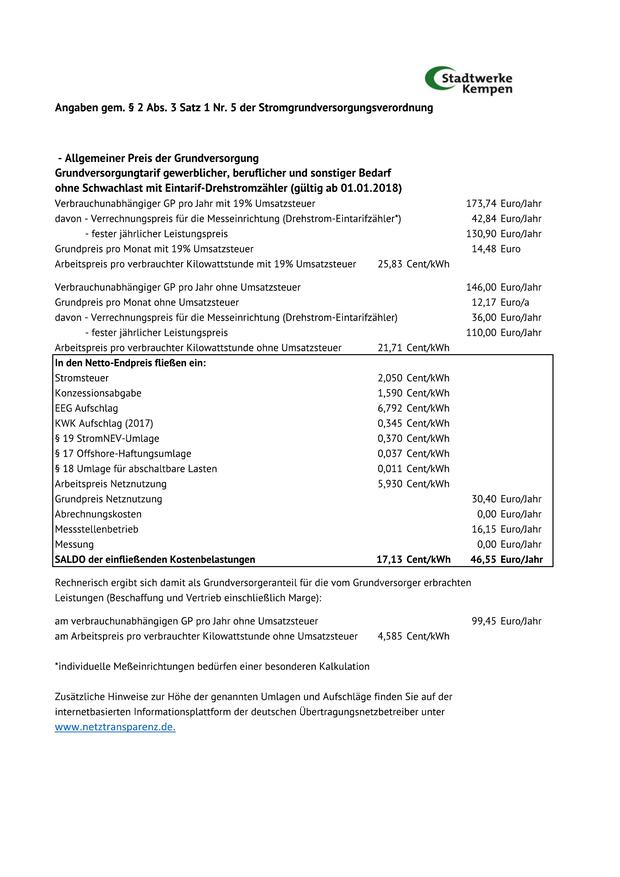 Stadtwerke
Kempen
Angaben gem. § 2 Abs. 3 Satz 1 Nr. 5 der Stromgrundversorgungsverordnung
- Allgemeiner Preis der Grundversorgung
Grundversorgungtarif gewerblicher, beruflicher und sonstiger Bedarf
ohne Schwachlast mit Eintarif-Drehstromzähler (gültig ab 01.01.2018)
Verbrauchunabhängiger GP pro Jahr mit 19% Umsatzsteuer 173,74 Euro/Jahr
davon - Verrechnungspreis für die Messeinrichtung (Drehstrom-Eintarifzähler*) 42,84 Euro/Jahr
- fester jährlicher Leistungspreis 130,90 Euro/Jahr
Grundpreis pro Monat mit 19% Umsatzsteuer 14,48 Euro
Arbeitspreis pro verbrauchter Kilowattstunde mit 19% Umsatzsteuer 25,83 Cent/kWh
Verbrauchunabhängiger GP pro Jahr ohne Umsatzsteuer 146,00 Euro/Jahr
Grundpreis pro Monat ohne Umsatzsteuer 12,17 Euro/a
davon - Verrechnungspreis für die Messeinrichtung (Drehstrom-Eintarifzähler) 36,00 Euro/Jahr
- fester jährlicher Leistungspreis 110,00 Euro/Jahr
Arbeitspreis pro verbrauchter Kilowattstunde ohne Umsatzsteuer 21,71 Cent/kWh
In den Netto-Endpreis fließen ein:
Stromsteuer 2,050 Cent/kWh
Konzessionsabgabe 1,590 Cent/kWh
EEG Aufschlag 6,792 Cent/kWh
KWK Aufschlag (2017) 0,345 Cent/kWh
§ 19 StromNEV-Umlage 0,370 Cent/kWh
§ 17 Offshore-Haftungsumlage 0,037 Cent/kWh
§ 18 Umlage für abschaltbare Lasten 0,011 Cent/kWh
Arbeitspreis Netznutzung 5,930 Cent/kWh
Grundpreis Netznutzung 30,40 Euro/Jahr
Abrechnungskosten 0,00 Euro/Jahr
Messstellenbetrieb 16,15 Euro/Jahr
Messung 0,00 Euro/Jahr
SALDO der einfließenden Kostenbelastungen 17,13 Cent/kWh 46,55 Euro/Jahr
Rechnerisch ergibt sich damit als Grundversorgeranteil für die vom Grundversorger erbrachten
Leistungen (Beschaffung und Vertrieb einschließlich Marge):
am verbrauchunabhängigen GP pro Jahr ohne Umsatzsteuer 99,45 Euro/Jahr
am Arbeitspreis pro verbrauchter Kilowattstunde ohne Umsatzsteuer 4,585 Cent/kWh
*individuelle Meßeinrichtungen bedürfen einer besonderen Kalkulation
Zusätzliche Hinweise zur Höhe der genannten Umlagen und Aufschläge finden Sie auf der
internetbasierten Informationsplattform der deutschen Übertragungsnetzbetreiber unter
www.netztransparenz.de.